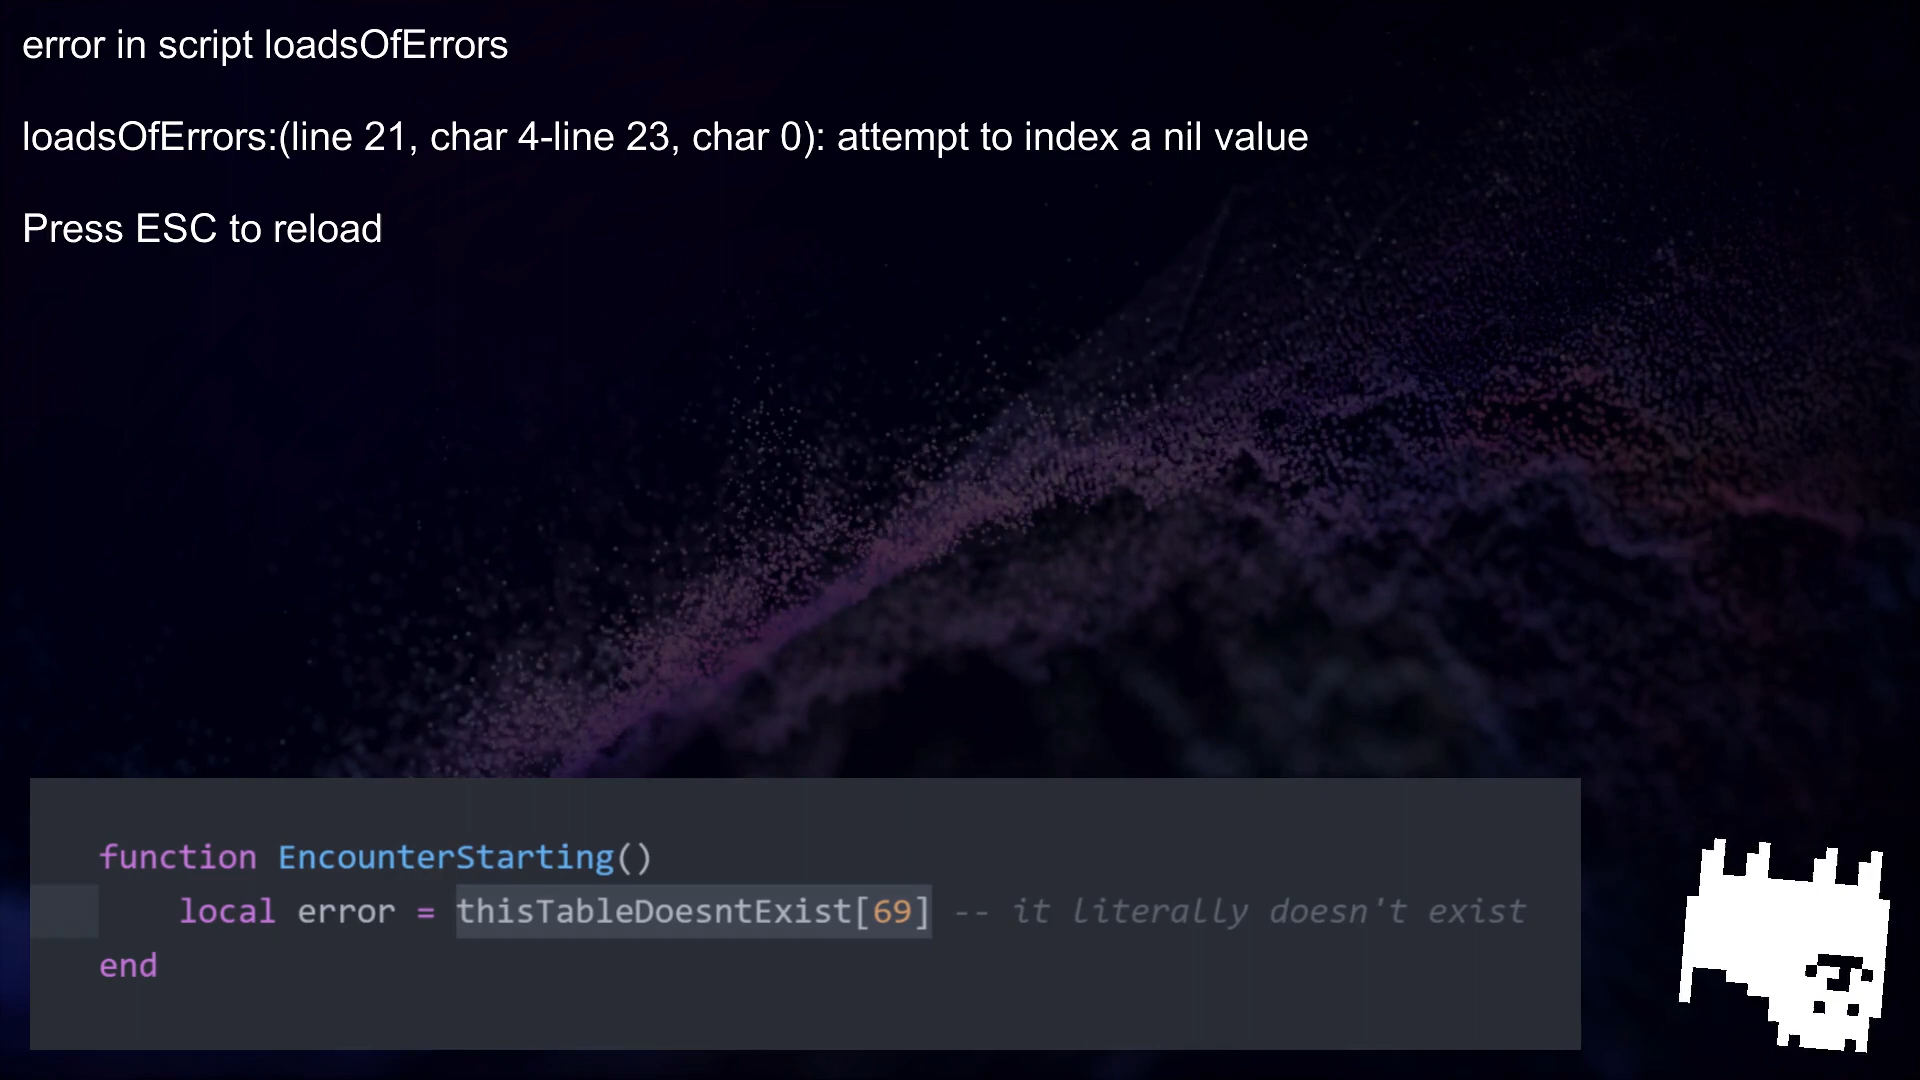 error in script loadsOfErrors
loadsOfErrors:(line 21, char 4-line 23, char 0): attempt to index a nil value
Press ESC to reload
function EncounterStarting()
    local error = thisTableDoesntExist[69] -- it literally doesn't exist
end